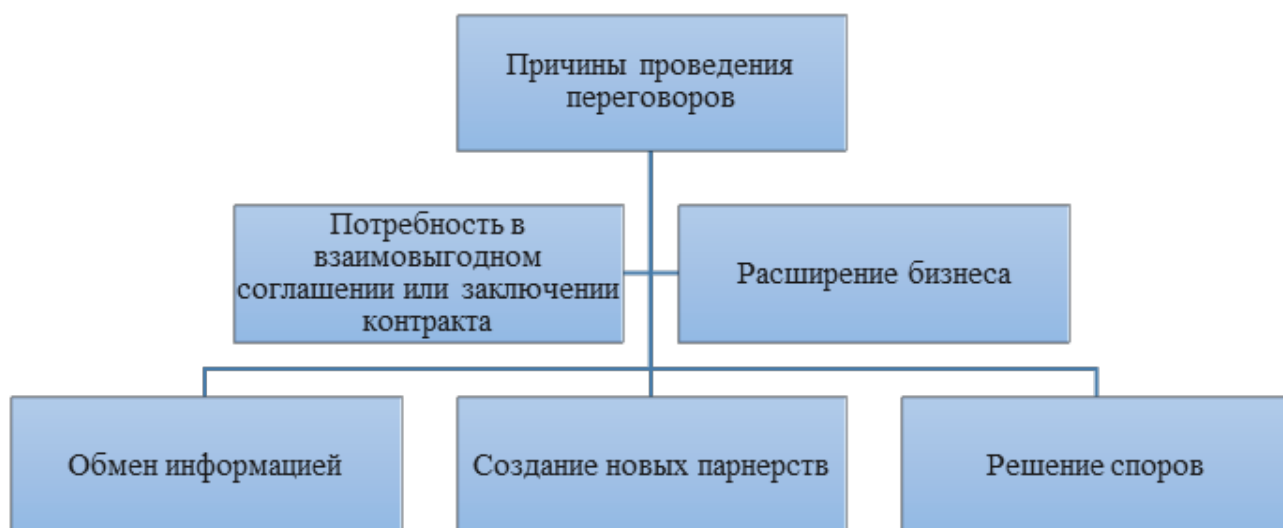 Причины проведения
переговоров
Потребность в
взаимовыгодном
соглашении или заключении
контракта
Расширение бизнеса
Обмен информацией
Создание новых парнерств
Решение споров